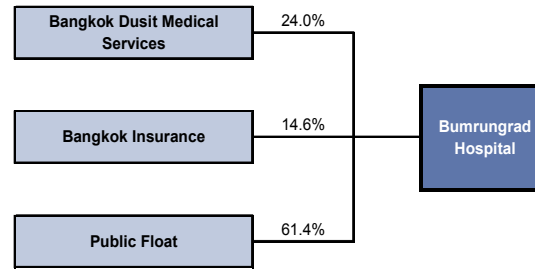 Bangkok Dusit Medical
Services
24.0%
Bangkok Insurance
14.6%
Bumrungrad
Hospital
Public Float
61.4%